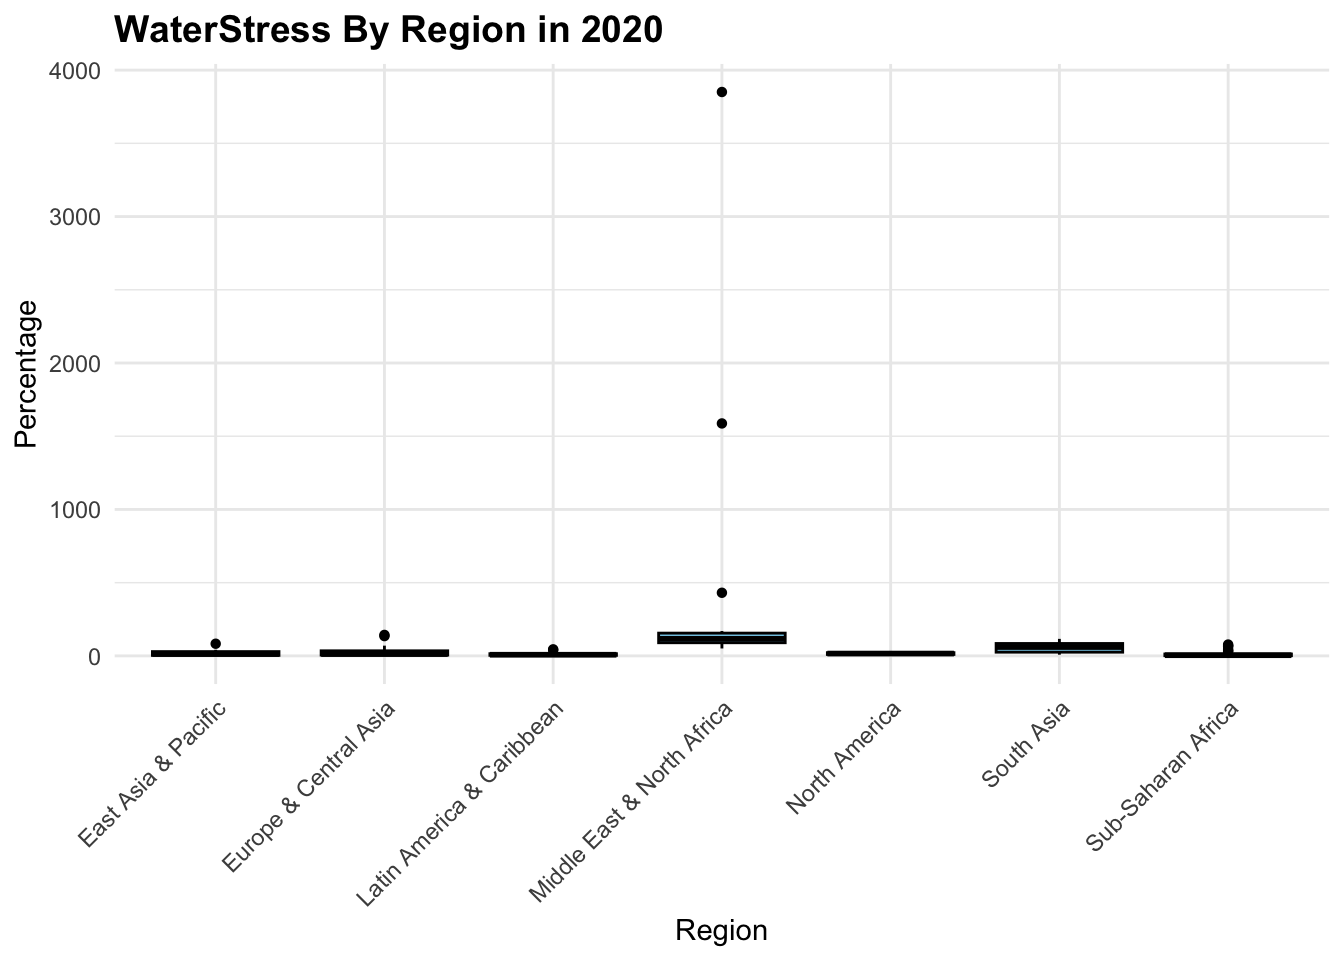 WaterStress By Region in 2020
Percentage
4000
3000
2000
1000
0
East Asia & Pacific
Europe & Central Asia
Latin America & Caribbean
Middle East & North Africa
North America
South Asia
Sub-Saharan Africa
Region